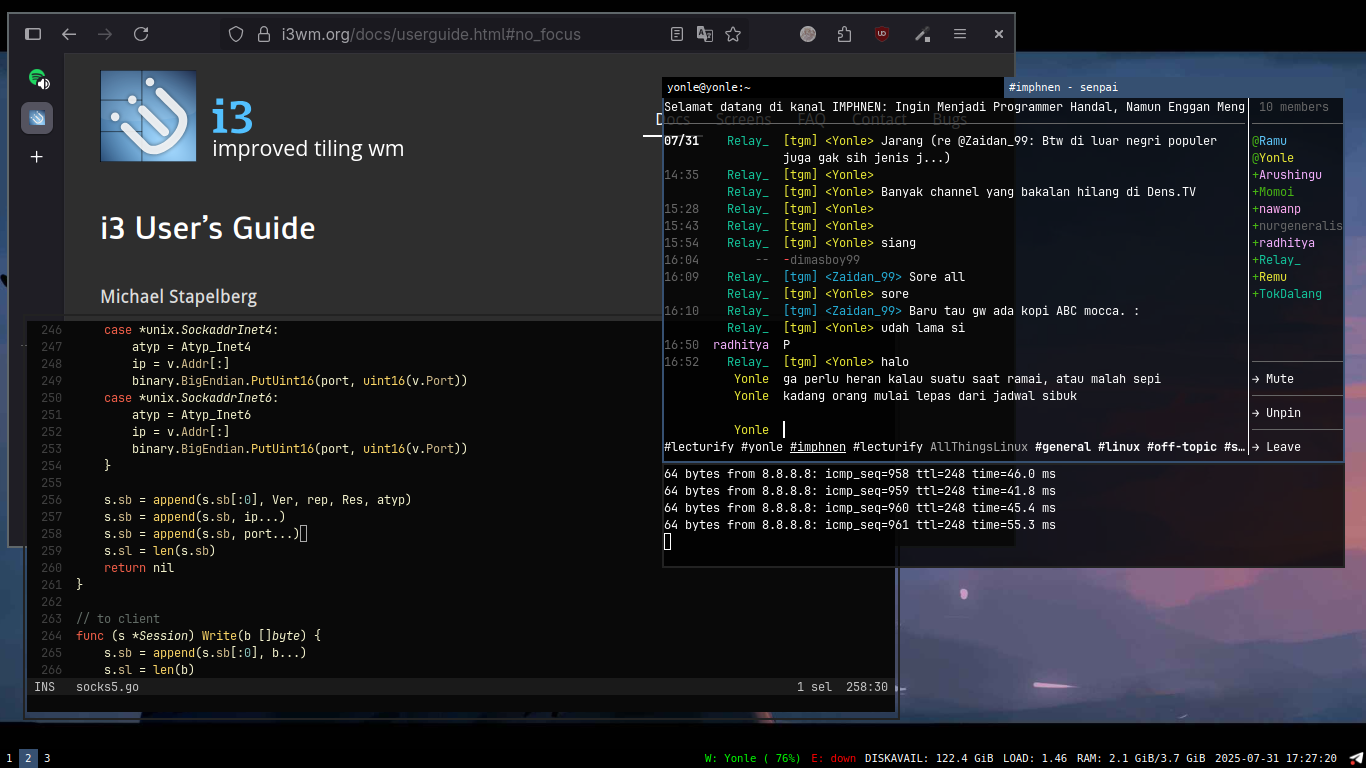 i3wm.org/docs/userguide.html#no_focus
i3
improved tiling wm
Docs Screens FAQ Contact Bugs
i3 User's Guide
Michael Stapelberg
yonle@yonle:~
#imphnen - senpai
Selamat datang di kanal IMPHNEN: Ingin Menjadi Programmer Handal, Namun Enggan Meng
07/31 Relay_ [tgm] <Yonle> Jarang (re @Zaidan_99: Btw di luar negri populer
juga gak sih jenis j...)
14:35 Relay_ [tgm] <Yonle>
Relay_ [tgm] <Yonle> Banyak channel yang bakalan hilang di Dens.TV
15:28 Relay_ [tgm] <Yonle>
15:43 Relay_ [tgm] <Yonle>
15:54 Relay_ [tgm] <Yonle> siang
16:04 -- -dimasboy99
16:09 Relay_ [tgm] <Zaidan_99> Sore all
Relay_ [tgm] <Yonle> sore
16:10 Relay_ [tgm] <Zaidan_99> Baru tau gw ada kopi ABC mocca. :
Relay_ [tgm] <Yonle> udah lama si
16:50 radhitya P
16:52 Relay_ [tgm] <Yonle> halo
Yonle ga perlu heran kalau suatu saat ramai, atau malah sepi
Yonle kadang orang mulai lepas dari jadwal sibuk
Yonle
#lecturify #yonle #imphnen #lecturify AllThingsLinux #general #linux #off-topic #s…
10 members
@Ramu
@Yonle
+Arushingu
+Momoi
+nawanp
+nurgeneralis
+radhitya
+Relay_
+Remu
+TokDalang
→ Mute
→ Unpin
→ Leave
64 bytes from 8.8.8.8: icmp_seq=958 ttl=248 time=46.0 ms
64 bytes from 8.8.8.8: icmp_seq=959 ttl=248 time=41.8 ms
64 bytes from 8.8.8.8: icmp_seq=960 ttl=248 time=45.4 ms
64 bytes from 8.8.8.8: icmp_seq=961 ttl=248 time=55.3 ms
246 case *unix.SockaddrInet4:
247 atyp = Atyp_Inet4
248 ip = v.Addr[:]
249 binary.BigEndian.PutUint16(port, uint16(v.Port))
250 case *unix.SockaddrInet6:
251 atyp = Atyp_Inet6
252 ip = v.Addr[:]
253 binary.BigEndian.PutUint16(port, uint16(v.Port))
254 }
255
256 s.sb = append(s.sb[:0], Ver, rep, Res, atyp)
257 s.sb = append(s.sb, ip...)
258 s.sb = append(s.sb, port...)
259 s.sl = len(s.sb)
260 return nil
261 }
262
263 // to client
264 func (s *Session) Write(b []byte) {
265 s.sb = append(s.sb[:0], b...)
266 s.sl = len(b)
INS socks5.go 1 sel 258:30
1 2 3
W: Yonle ( 76%) E: down DISKAVAIL: 122.4 GiB LOAD: 1.46 RAM: 2.1 GiB/3.7 GiB 2025-07-31 17:27:20